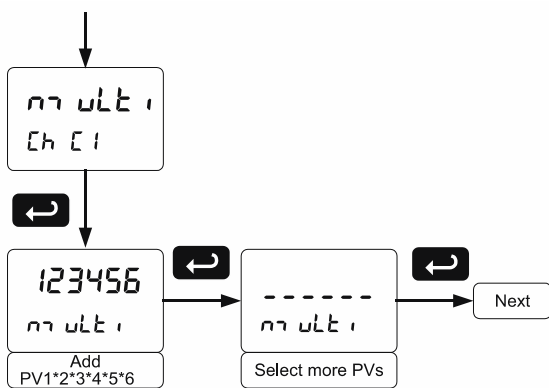 multi
Ch C1
123456
multi
Add
PV1*2*3*4*5*6
------
multi
Select more PVs
Next